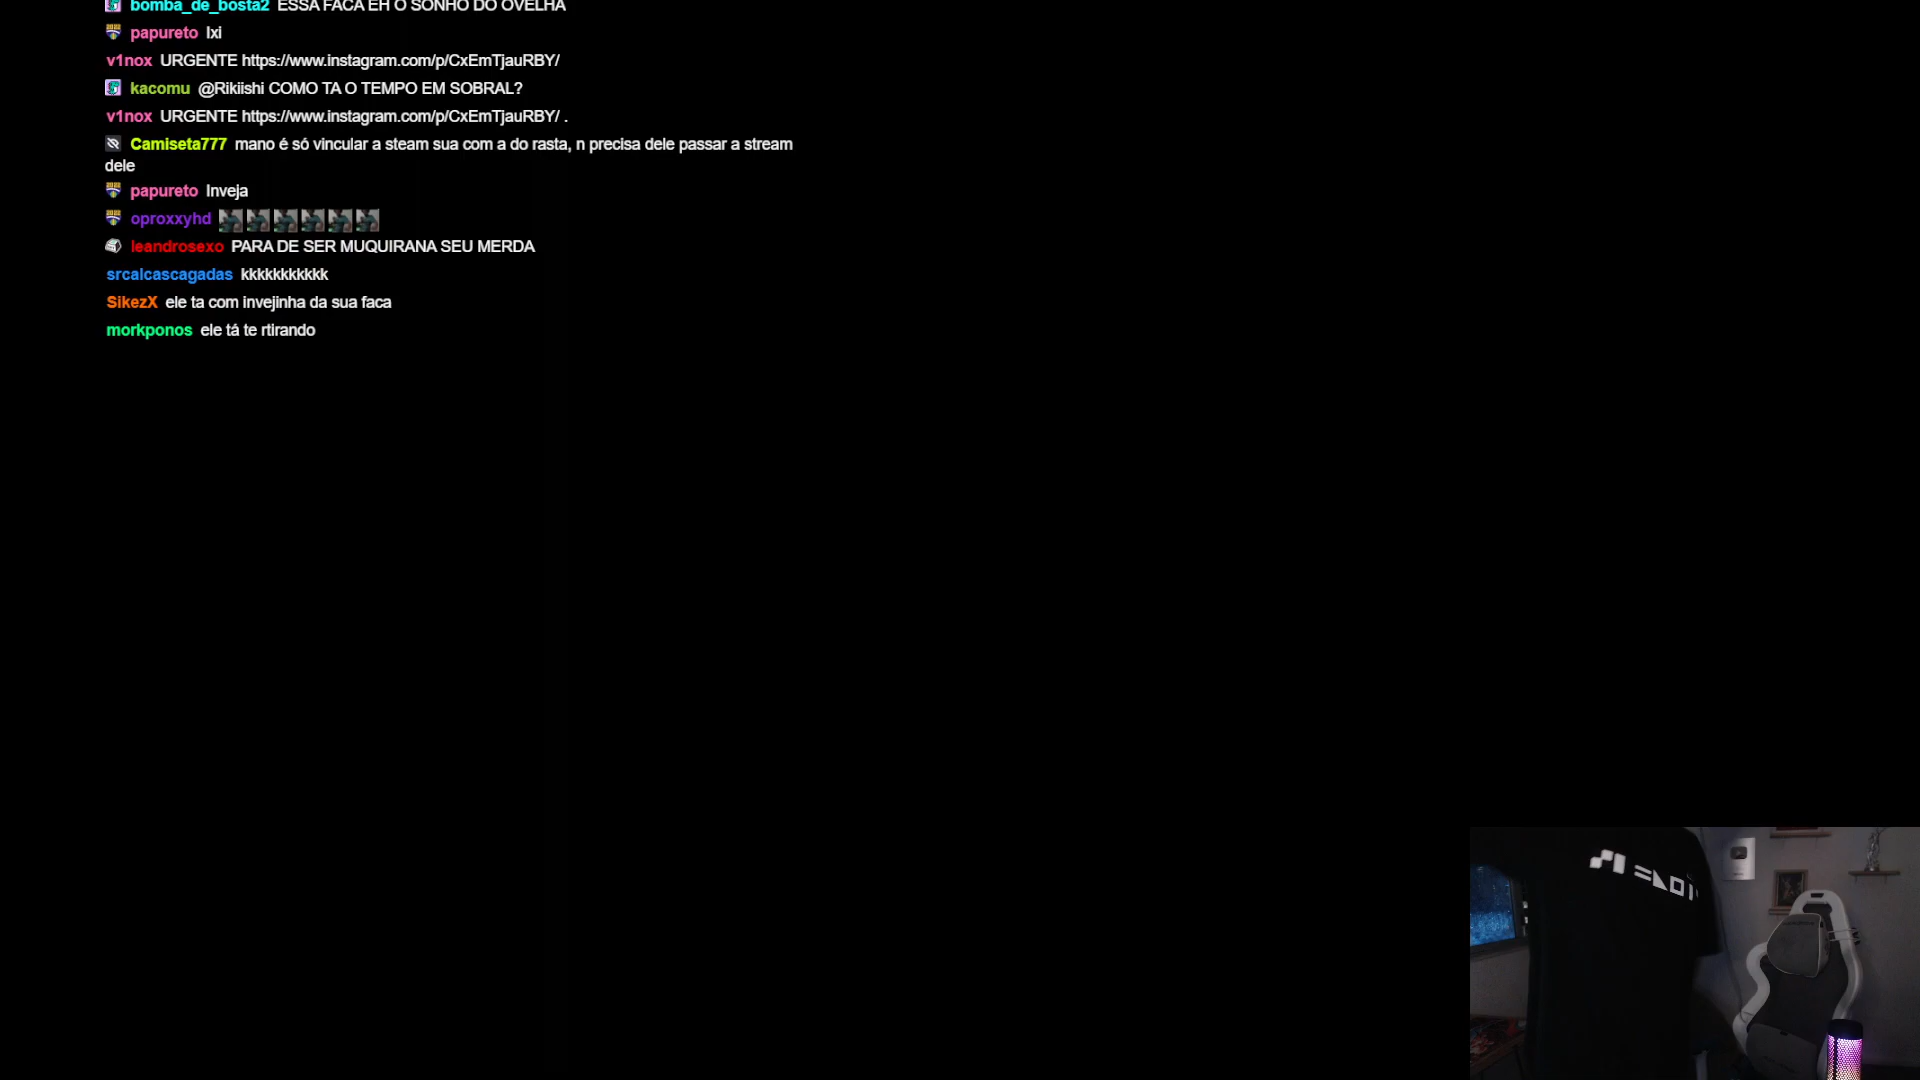 bomba_de_bosta2 ESSA FACA EH O SONHO DO OVELHA
papureto Ixi
v1nox URGENTE https://www.instagram.com/p/CxEmTjauRBY/
kacomu @Rikiishi COMO TA O TEMPO EM SOBRAL?
v1nox URGENTE https://www.instagram.com/p/CxEmTjauRBY/ .
Camiseta777 mano é só vincular a steam sua com a do rasta, n precisa dele passar a stream
dele
papureto Inveja
oproxxyhd
leandrosexo PARA DE SER MUQUIRANA SEU MERDA
srcalcascagadas kkkkkkkkkkk
SikezX ele ta com invejinha da sua faca
morkponos ele tá te rtirando